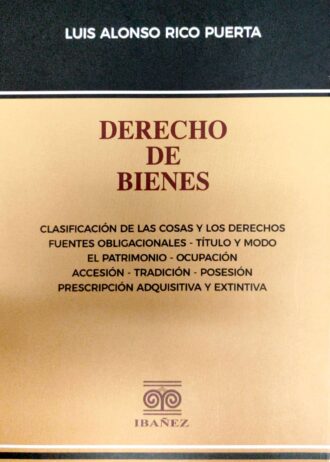 LUIS ALONSO RICO PUERTA
DERECHO
DE
BIENES
CLASIFICACIÓN DE LAS COSAS Y LOS DERECHOS
FUENTES OBLIGACIONALES - TÍTULO Y MODO
EL PATRIMONIO - OCUPACIÓN
ACCESIÓN - TRADICIÓN - POSESIÓN
PRESCRIPCIÓN ADQUISITIVA Y EXTINTIVA
IBAÑEZ